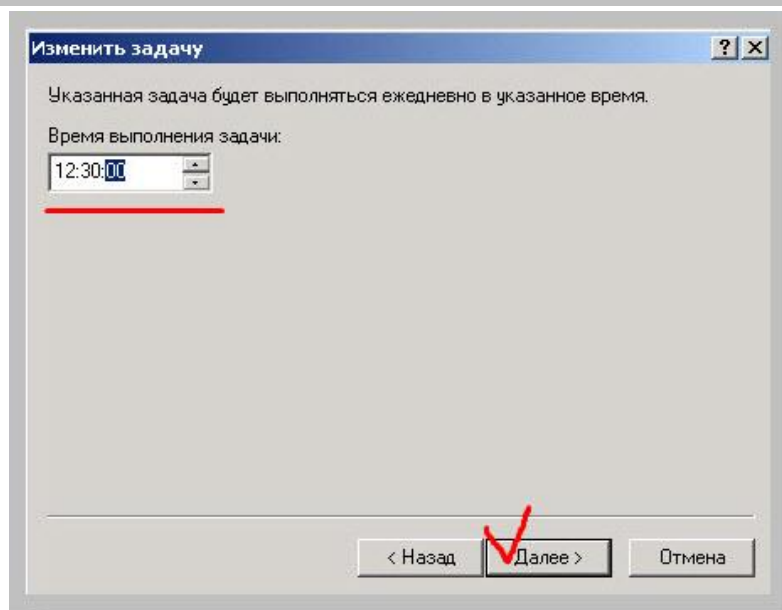 Изменить задачу
Указанная задача будет выполняться ежедневно в указанное время.
Время выполнения задачи:
12:30:00
< Назад Далее > Отмена